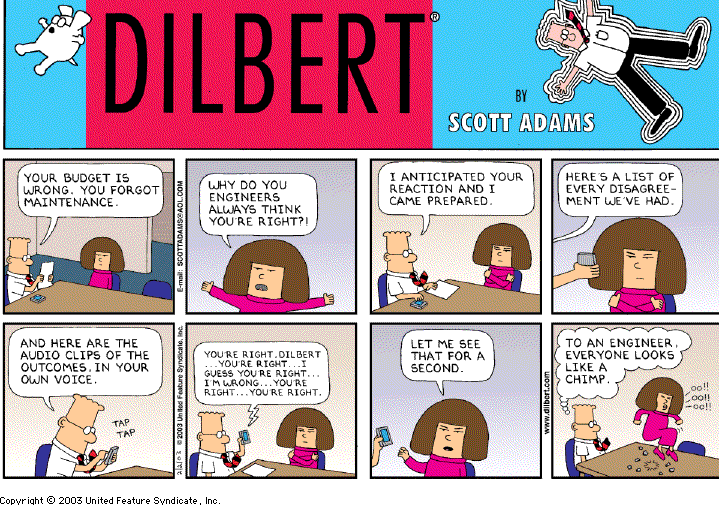 DILBERT®
BY
SCOTT ADAMS
YOUR BUDGET IS
WRONG. YOU FORGOT
MAINTENANCE.
E-mail: SCOTTADAMS@AOL.COM
WHY DO YOU
ENGINEERS
ALWAYS THINK
YOU'RE RIGHT?!
I ANTICIPATED YOUR
REACTION AND I
CAME PREPARED.
HERE'S A LIST OF
EVERY DISAGREE-
MENT WE'VE HAD.
AND HERE ARE THE
AUDIO CLIPS OF THE
OUTCOMES, IN YOUR
OWN VOICE.
TAP
TAP
© 2003 United Feature Syndicate, Inc.
YOU'RE RIGHT, DILBERT
...YOU'RE RIGHT...I
GUESS YOU'RE RIGHT...
I'M WRONG...YOU'RE
RIGHT...YOU'RE RIGHT.
LET ME SEE
THAT FOR A
SECOND.
www.dilbert.com
TO AN ENGINEER,
EVERYONE LOOKS
LIKE A
CHIMP.
OO!!
OO!!
OO!!
Copyright © 2003 United Feature Syndicate, Inc.